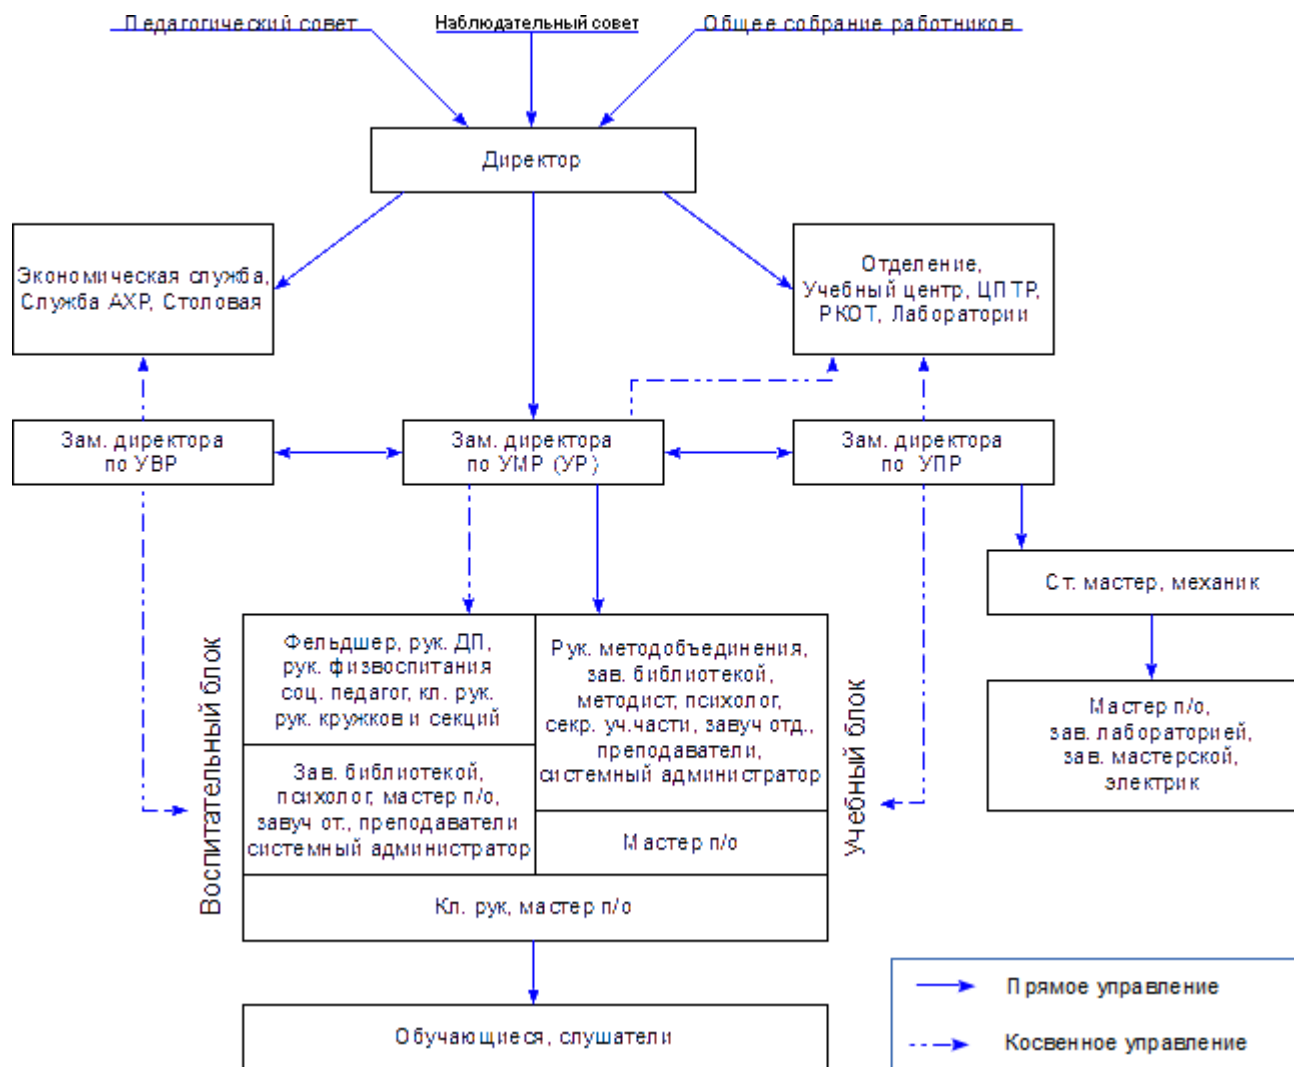 Педагогический совет
Наблюдательный совет
Общее собрание работников
Директор
Экономическая служба,
Служба АХР, Столовая
Отделение,
Учебный центр, ЦПТР,
РКОТ, Лаборатории
Зам. директора
по УВР
Зам. директора
по УМР (УР)
Зам. директора
по УПР
Ст. мастер, механик
Воспитательный блок
Фельдшер, рук. ДП,
рук. физвоспитания
соц. педагог, кл. рук.
рук. кружков и секций
Рук. методобъединения,
зав. библиотекой,
методист, психолог,
секр. уч.части, завуч отд.,
преподаватели,
системный администратор
Учебный блок
Мастер п/о,
зав. лабораторией,
зав. мастерской,
электрик
Зав. библиотекой,
психолог, мастер п/о,
завуч от., преподаватели
системный администратор
Мастер п/о
Кл. рук, мастер п/о
Обучающиеся, слушатели
Прямое управление
Косвенное управление